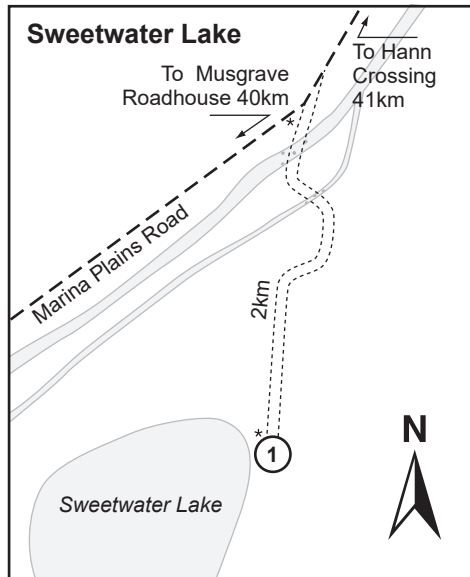 Sweetwater Lake
To Musgrave
Roadhouse 40km
To Hann
Crossing
41km
*
Marina Plains Road
2km
*
1
N
Sweetwater Lake